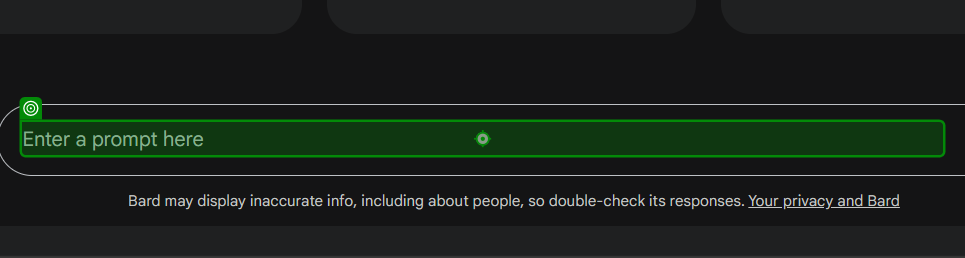 Enter a prompt here
Bard may display inaccurate info, including about people, so double-check its responses. Your privacy and Bard